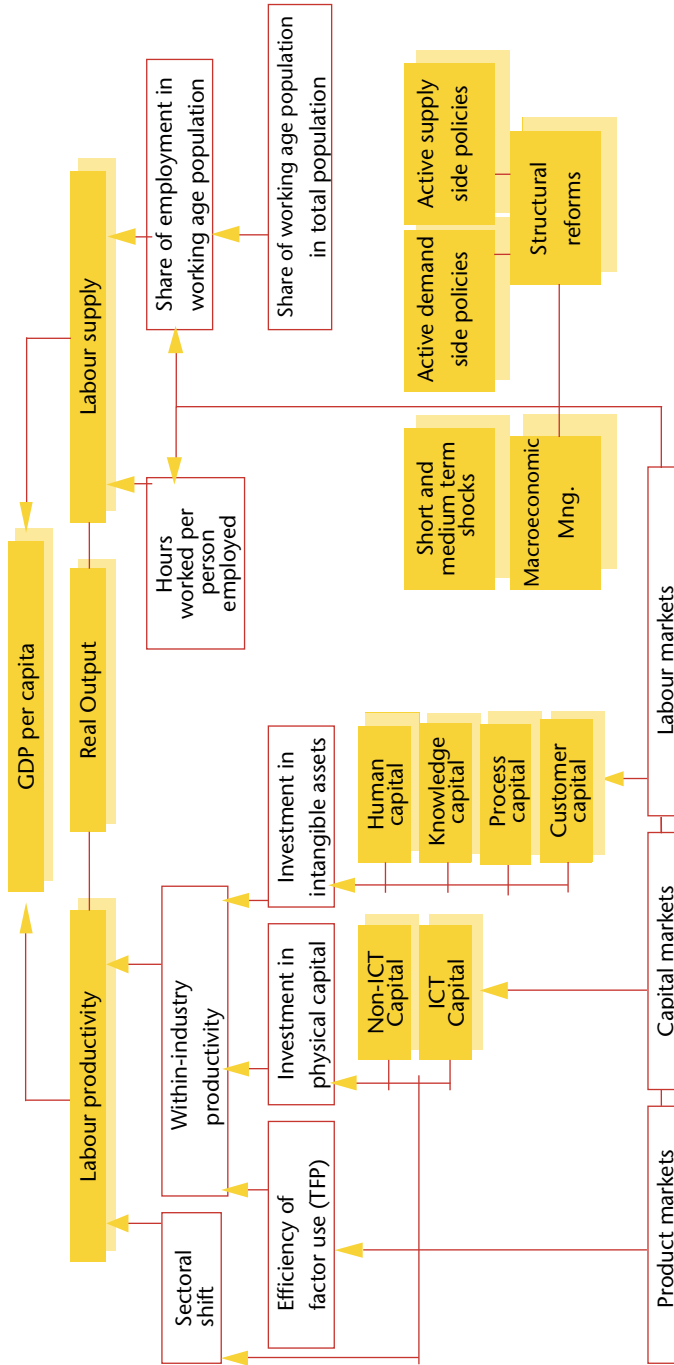 GDP per capita
Labour productivity
Real Output
Labour supply
Sectoral
shift
Within-industry
productivity
Hours
worked per
person
employed
Share of employment in
working age population
Efficiency of
factor use (TFP)
Investment in
physical capital
Investment in
intangible assets
Share of working age population
in total population
Non-ICT
Capital
ICT
Capital
Human
capital
Knowledge
capital
Process
capital
Customer
capital
Short and
medium term
shocks
Active demand
side policies
Active supply
side policies
Macroeconomic
Mng.
Structural
reforms
Product markets
Capital markets
Labour markets